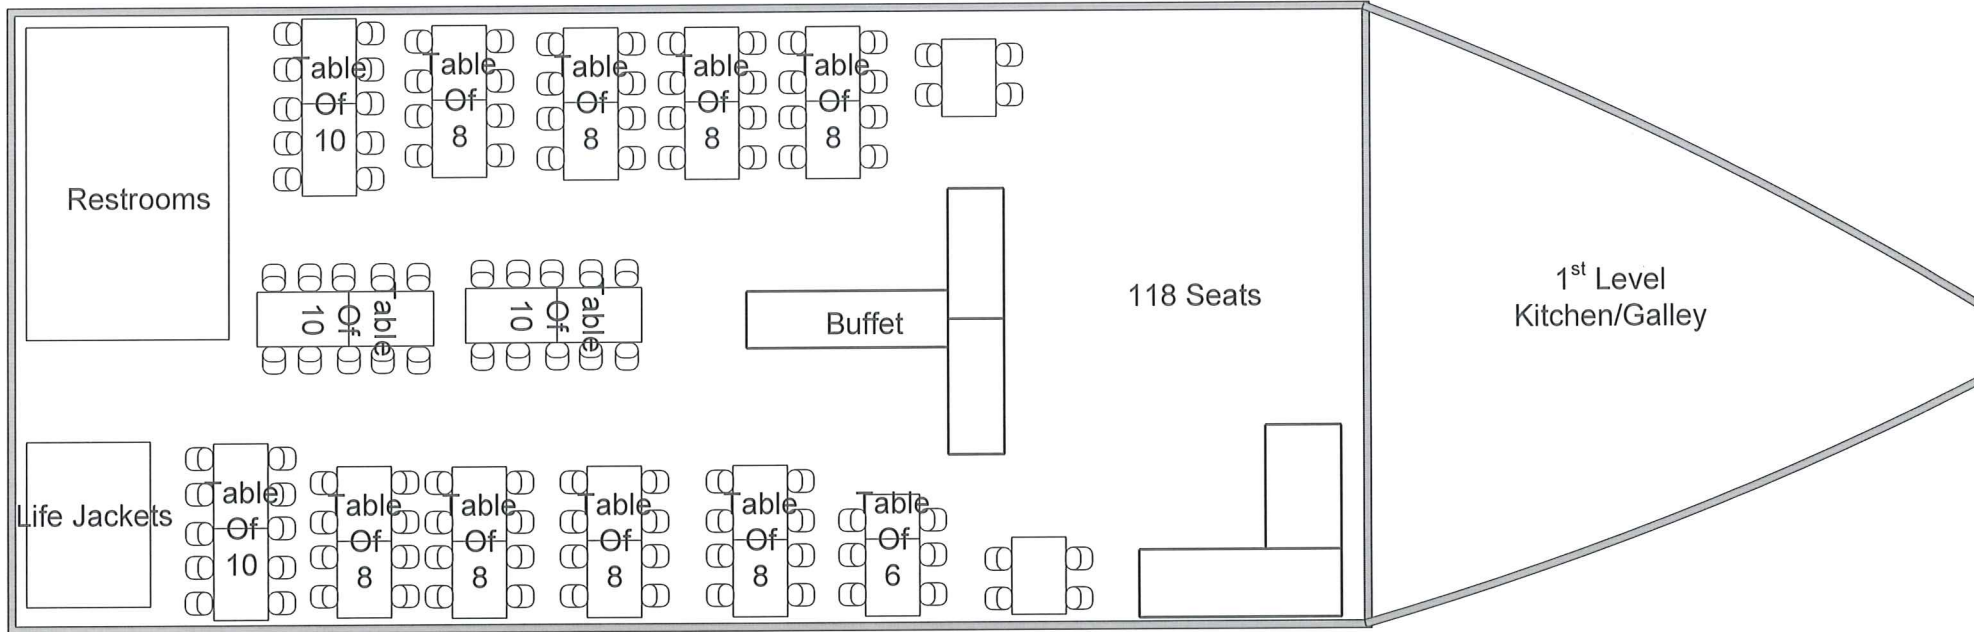 Table
Of
10
Table
Of
8
Table
Of
8
Table
Of
8
Table
Of
8
Restrooms
Table
Of
10
Table
Of
10
Buffet
118 Seats
1st Level
Kitchen/Galley
Life Jackets
Table
Of
10
Table
Of
8
Table
Of
8
Table
Of
8
Table
Of
8
Table
Of
6